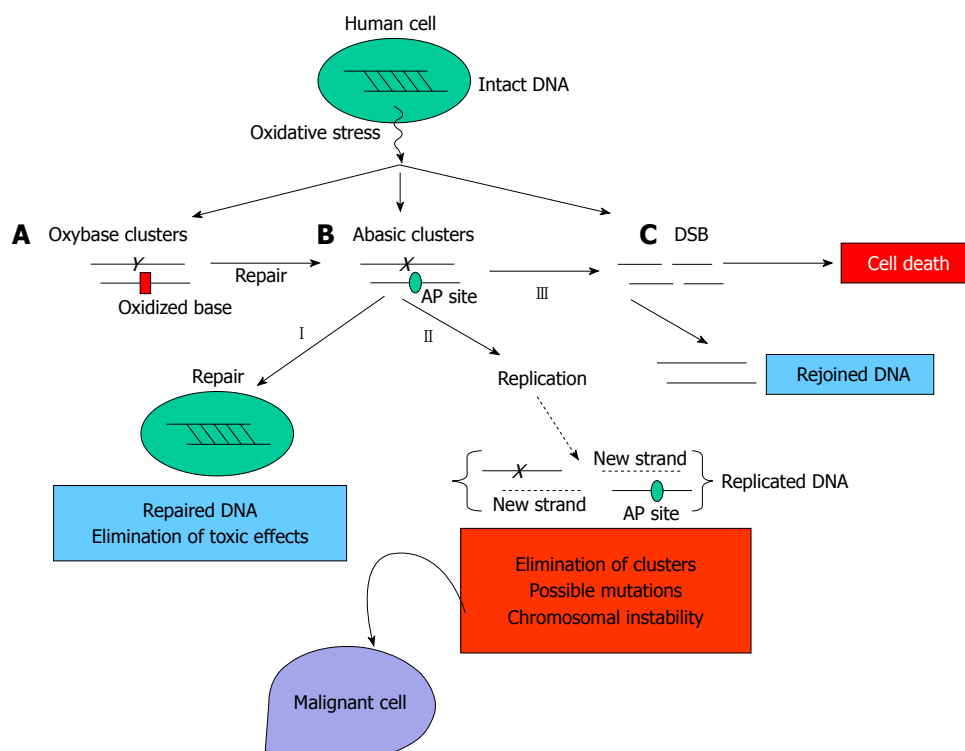 Human cell
Intact DNA
Oxidative stress
A Oxybase clusters
B Abasic clusters
C DSB
Y
X
Repair
Oxidized base
AP site
III
Cell death
I
II
Rejoined DNA
Repair
Replication
X
New strand
New strand
AP site
Replicated DNA
Repaired DNA
Elimination of toxic effects
Elimination of clusters
Possible mutations
Chromosomal instability
Malignant cell